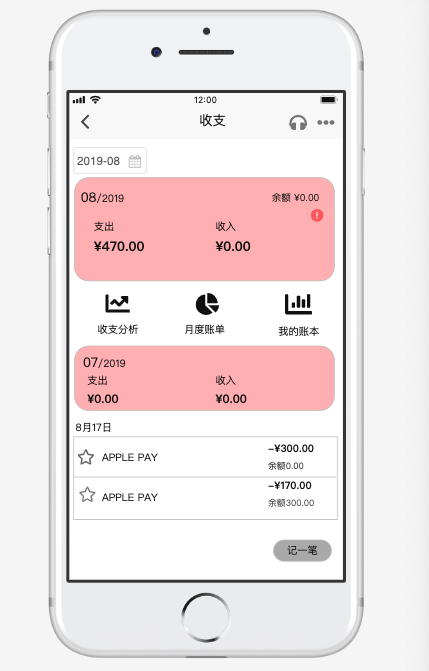 12:00
收支
2019-08
08/2019
余额 ¥0.00
!
支出 收入
¥470.00 ¥0.00
收支分析 月度账单 我的账本
07/2019
支出 收入
¥0.00 ¥0.00
8月17日
APPLE PAY −¥300.00
余额0.00
APPLE PAY −¥170.00
余额300.00
记一笔